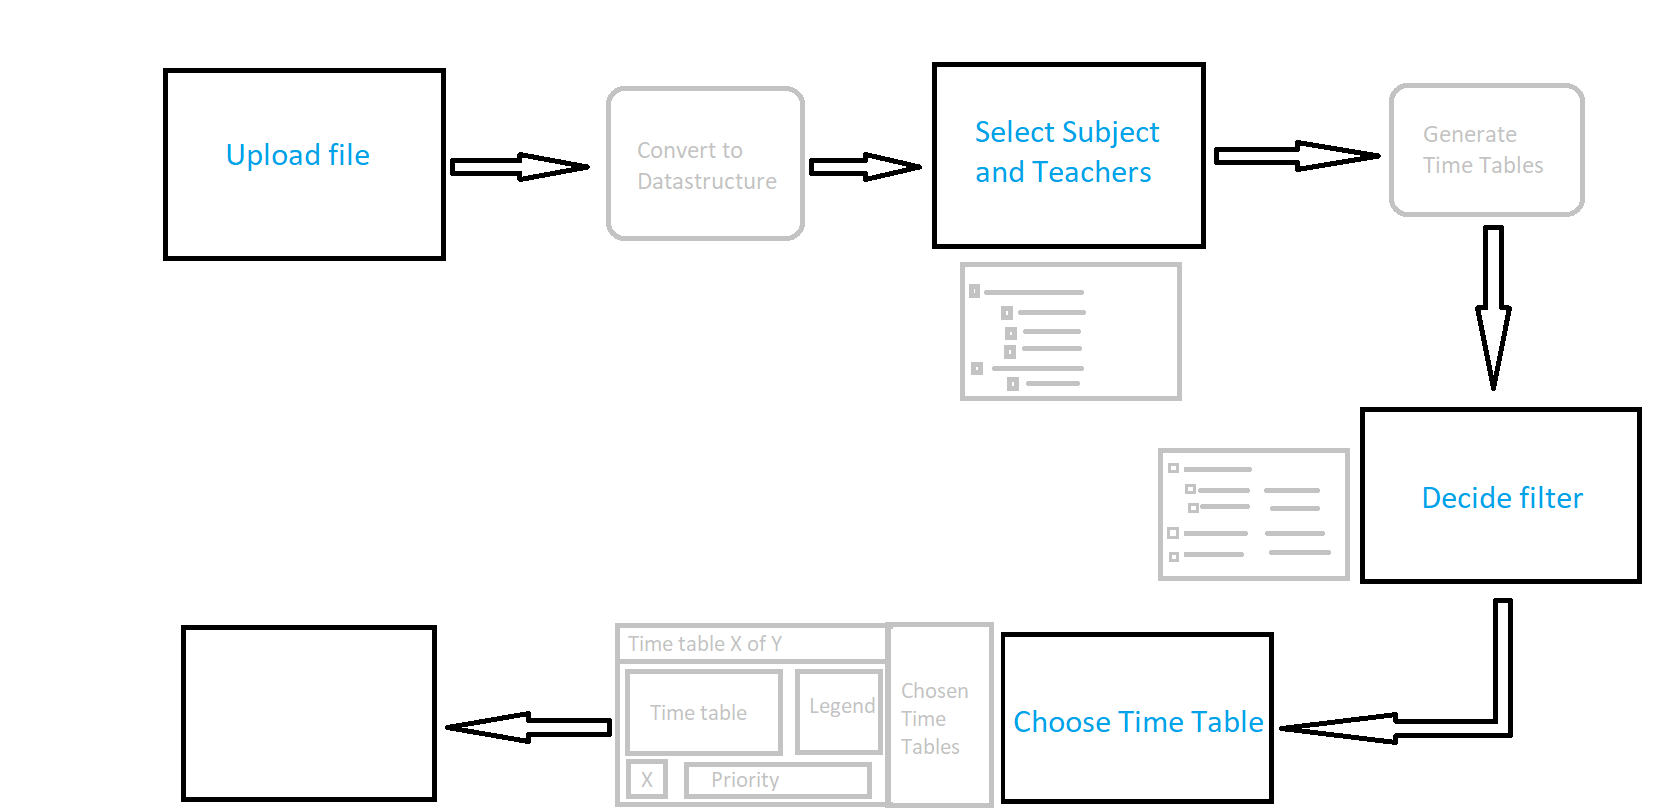 Upload file
Convert to
Datastructure
Select Subject
and Teachers
Generate
Time Tables
Decide filter
Choose Time Table
Time table X of Y
Time table
Legend
X
Priority
Chosen
Time
Tables